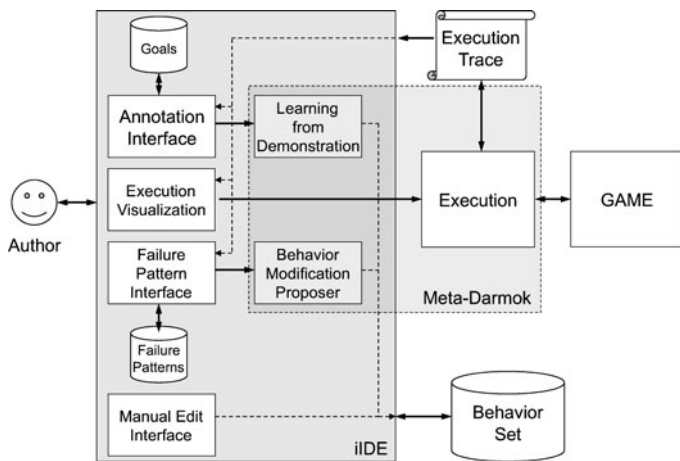 Goals
Execution
Trace
Annotation
Interface
Learning
from
Demonstration
Execution
Visualization
Execution
GAME
Author
Failure
Pattern
Interface
Behavior
Modification
Proposer
Meta-Darmok
Failure
Patterns
Manual Edit
Interface
iIDE
Behavior
Set